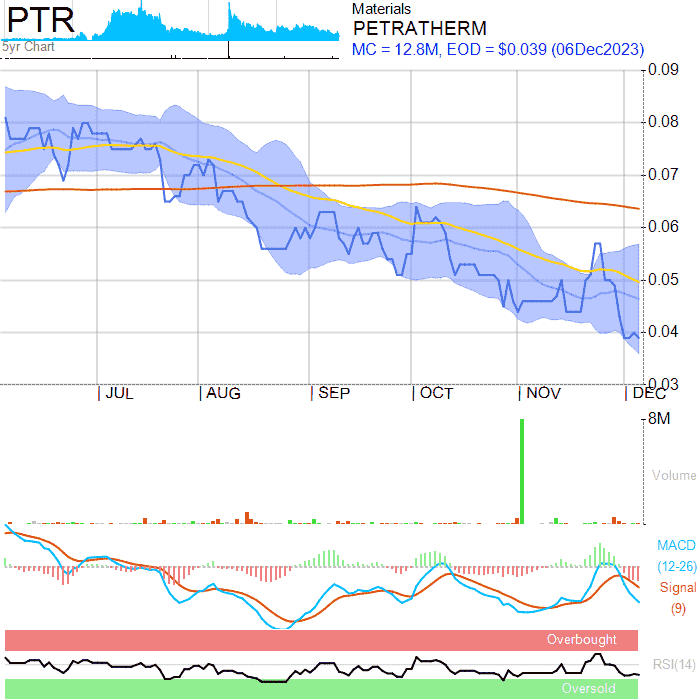 PTR
5yr Chart
Materials
PETRATHERM
MC = 12.8M, EOD = $0.039 (06Dec2023)
0.09
0.08
0.07
0.06
0.05
0.04
0.03
JUL
AUG
SEP
OCT
NOV
DEC
8M
Volume
MACD
(12-26)
Signal
(9)
Overbought
RSI(14)
Oversold